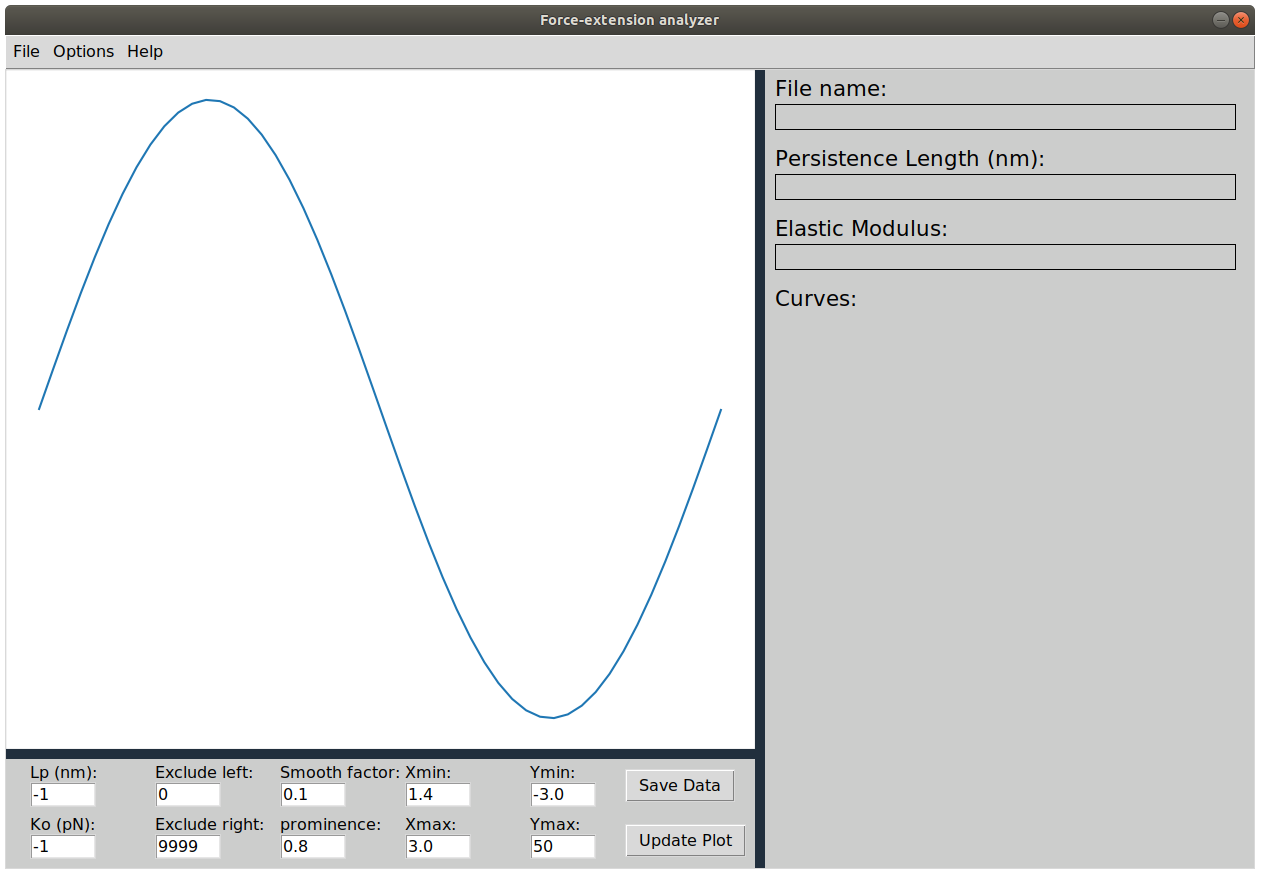 Force-extension analyzer
File Options Help
File name:
Persistence Length (nm):
Elastic Modulus:
Curves:
Lp (nm): Exclude left: Smooth factor: Xmin: Ymin:
-1 0 0.1 1.4 -3.0 Save Data
Ko (pN): Exclude right: prominence: Xmax: Ymax:
-1 9999 0.8 3.0 50 Update Plot